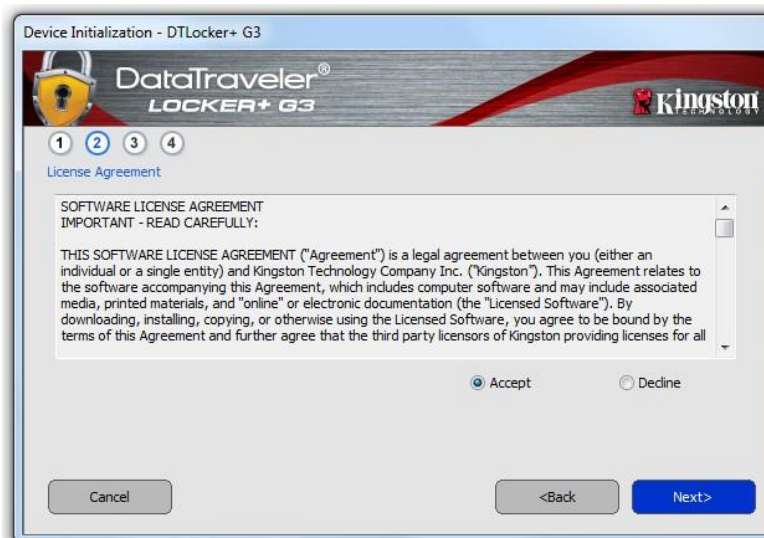 Device Initialization - DTLocker+ G3
DataTraveler®
LOCKER+ G3
Kingston
TECHNOLOGY
1 2 3 4
License Agreement
SOFTWARE LICENSE AGREEMENT
IMPORTANT - READ CAREFULLY:
THIS SOFTWARE LICENSE AGREEMENT ("Agreement") is a legal agreement between you (either an
individual or a single entity) and Kingston Technology Company Inc. ("Kingston"). This Agreement relates to
the software accompanying this Agreement, which includes computer software and may include associated
media, printed materials, and "online" or electronic documentation (the "Licensed Software"). By
downloading, installing, copying, or otherwise using the Licensed Software, you agree to be bound by the
terms of this Agreement and further agree that the third party licensors of Kingston providing licenses for all
Accept Decline
Cancel <Back Next>